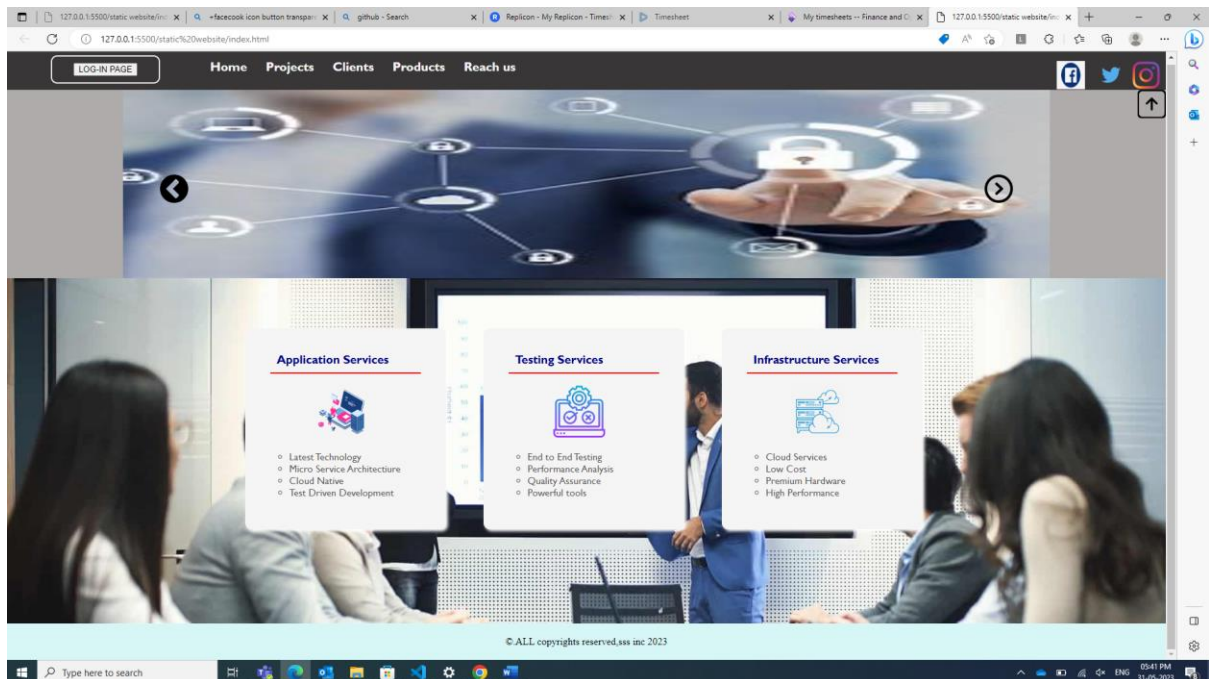 127.0.0.1:5500/static website/ind
+facecook icon button transpar
github - Search
Replicon - My Replicon - Timesh
Timesheet
My timesheets -- Finance and O
127.0.0.1:5500/static website/ind
127.0.0.1:5500/static%20website/index.html
LOG-IN PAGE
Home Projects Clients Products Reach us
Application Services
Latest Technology
Micro Service Architectiure
Cloud Native
Test Driven Development
Testing Services
End to End Testing
Performance Analysis
Quality Assurance
Powerful tools
Infrastructure Services
Cloud Services
Low Cost
Premium Hardware
High Performance
©.ALL copyrights reserved,sss inc 2023
Type here to search
ENG
05:41 PM
31-05-2023